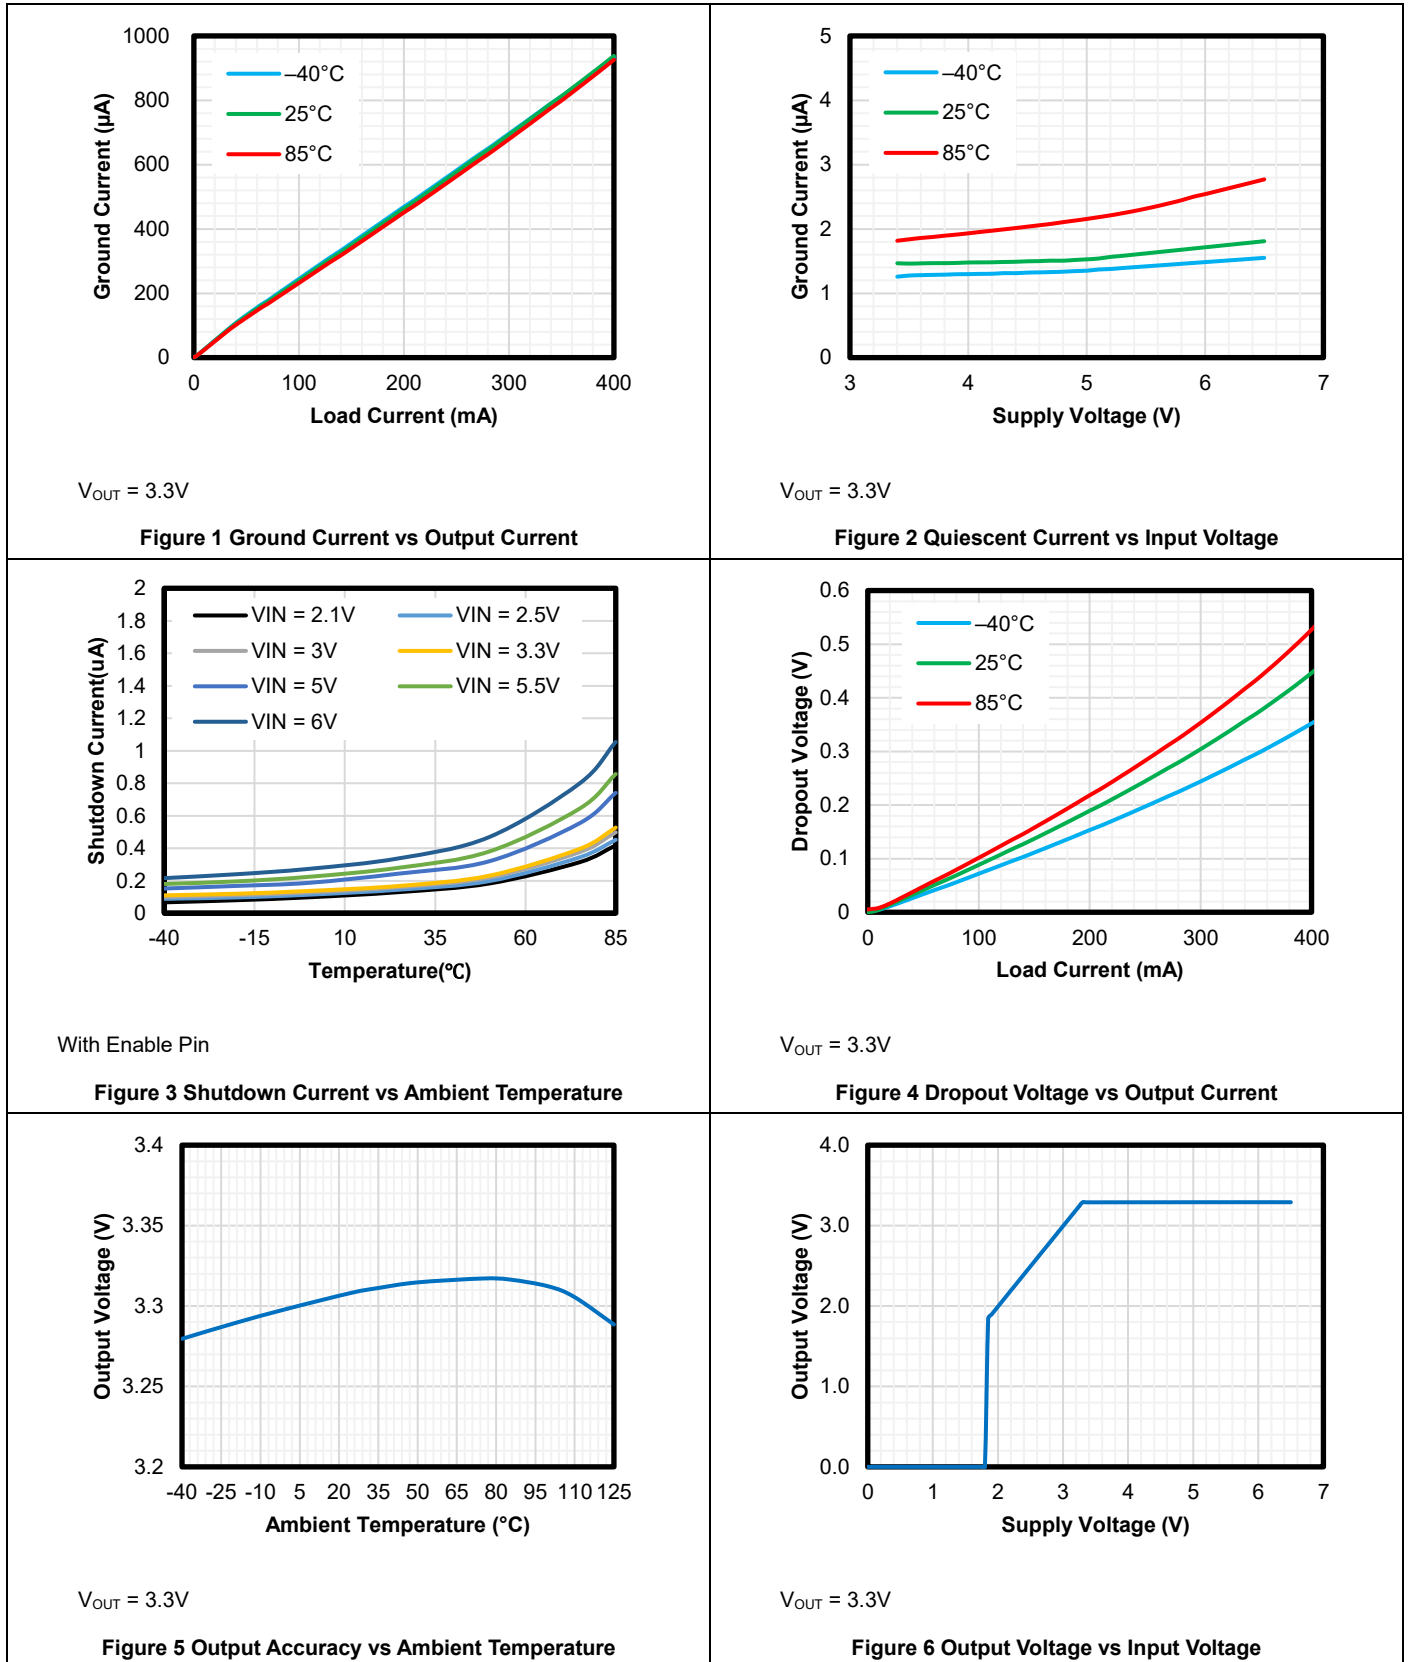 1000
800
600
400
200
0
0 100 200 300 400
Ground Current (µA)
Load Current (mA)
–40°C
25°C
85°C
V_OUT = 3.3V
Figure 1 Ground Current vs Output Current
5
4
3
2
1
0
3 4 5 6 7
Ground Current (µA)
Supply Voltage (V)
–40°C
25°C
85°C
V_OUT = 3.3V
Figure 2 Quiescent Current vs Input Voltage
2
1.8
1.6
1.4
1.2
1
0.8
0.6
0.4
0.2
0
-40 -15 10 35 60 85
Shutdown Current(uA)
Temperature(℃)
VIN = 2.1V VIN = 2.5V
VIN = 3V VIN = 3.3V
VIN = 5V VIN = 5.5V
VIN = 6V
With Enable Pin
Figure 3 Shutdown Current vs Ambient Temperature
0.6
0.5
0.4
0.3
0.2
0.1
0
0 100 200 300 400
Dropout Voltage (V)
Load Current (mA)
–40°C
25°C
85°C
V_OUT = 3.3V
Figure 4 Dropout Voltage vs Output Current
3.4
3.35
3.3
3.25
3.2
-40 -25 -10 5 20 35 50 65 80 95 110 125
Output Voltage (V)
Ambient Temperature (°C)
V_OUT = 3.3V
Figure 5 Output Accuracy vs Ambient Temperature
4.0
3.0
2.0
1.0
0.0
0 1 2 3 4 5 6 7
Output Voltage (V)
Supply Voltage (V)
V_OUT = 3.3V
Figure 6 Output Voltage vs Input Voltage